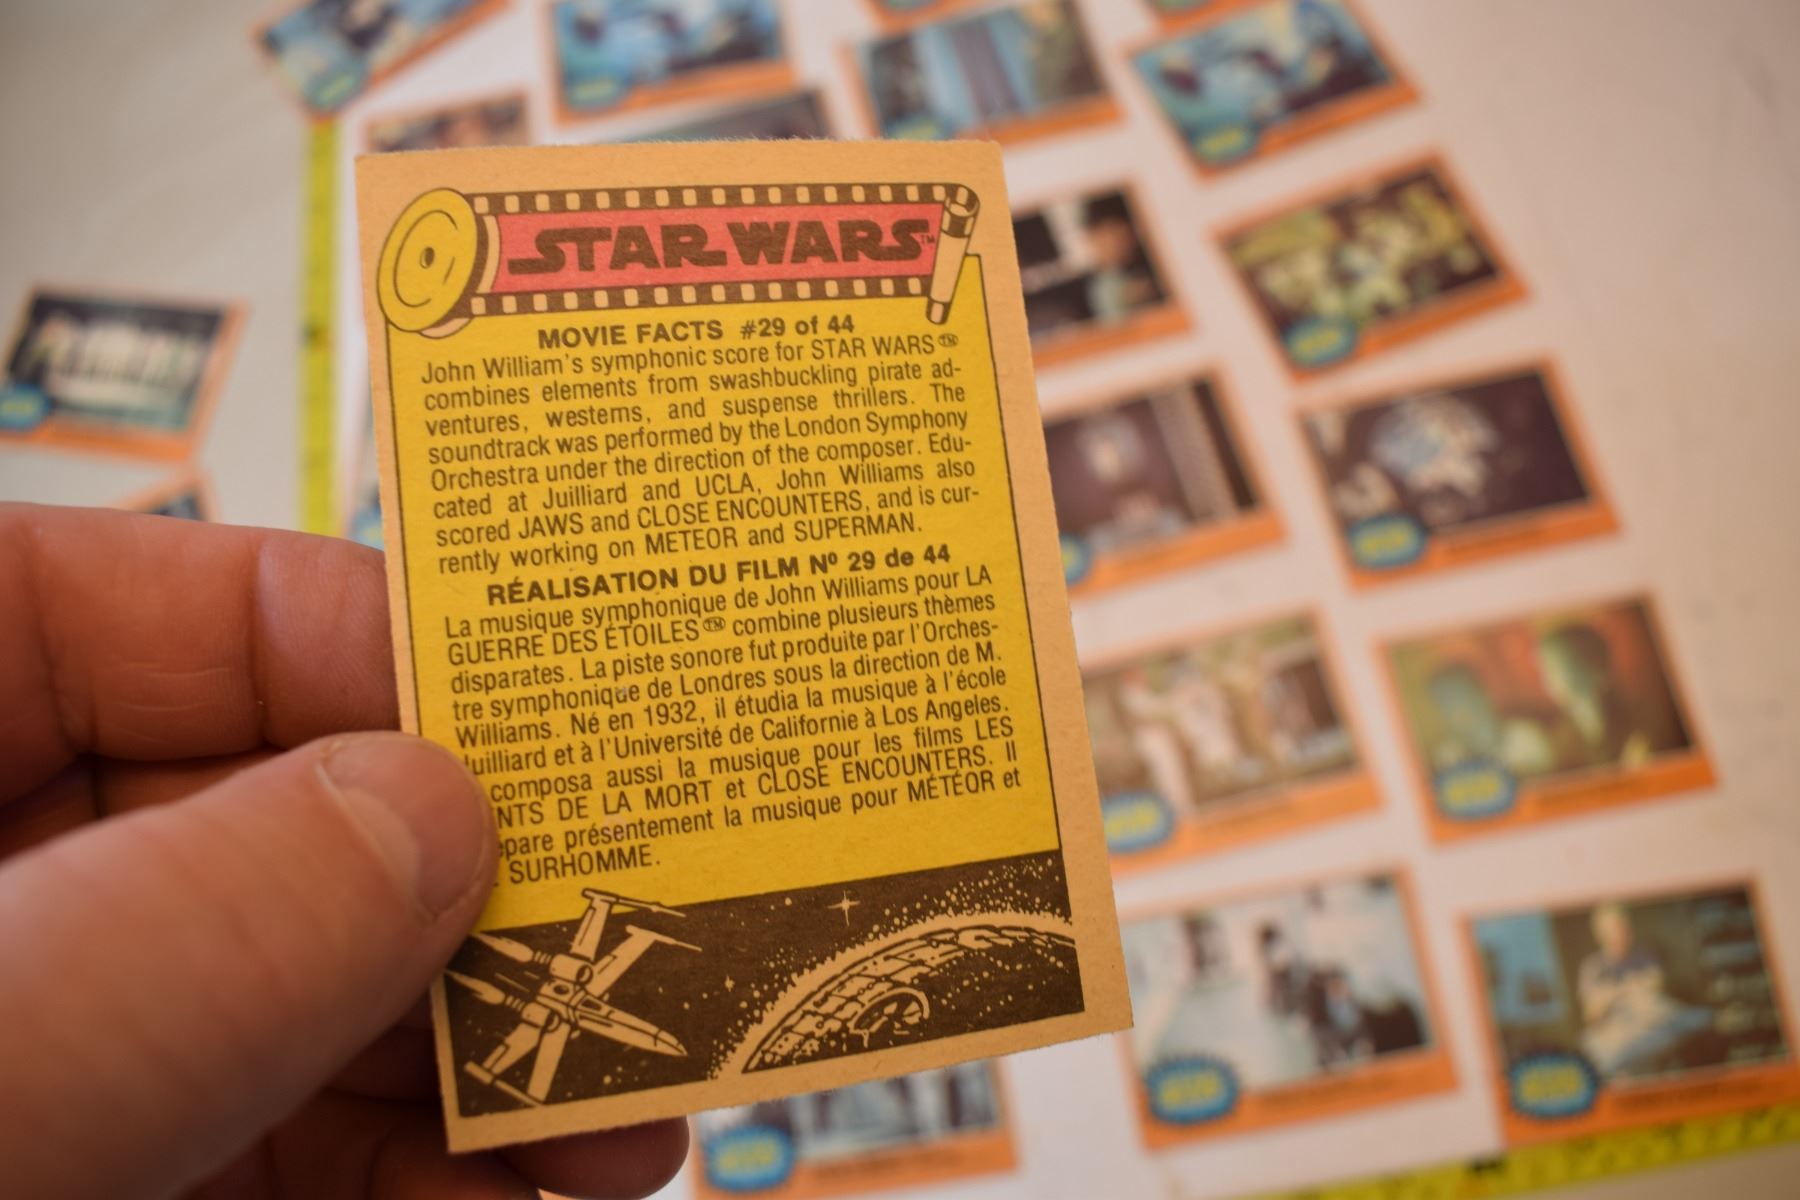 STAR WARS™
MOVIE FACTS #29 of 44
John William's symphonic score for STAR WARS™
combines elements from swashbuckling pirate ad-
ventures, westerns, and suspense thrillers. The
soundtrack was performed by the London Symphony
Orchestra under the direction of the composer. Edu-
cated at Juilliard and UCLA, John Williams also
scored JAWS and CLOSE ENCOUNTERS, and is cur-
rently working on METEOR and SUPERMAN.
RÉALISATION DU FILM Nº 29 de 44
La musique symphonique de John Williams pour LA
GUERRE DES ÉTOILES™ combine plusieurs thèmes
disparates. La piste sonore fut produite par l'Orches-
tre symphonique de Londres sous la direction de M.
Williams. Né en 1932, il étudia la musique à l'école
Juilliard et à l'Université de Californie à Los Angeles.
composa aussi la musique pour les films LES
NTS DE LA MORT et CLOSE ENCOUNTERS. Il
pare présentement la musique pour MÉTÉOR et
SURHOMME.